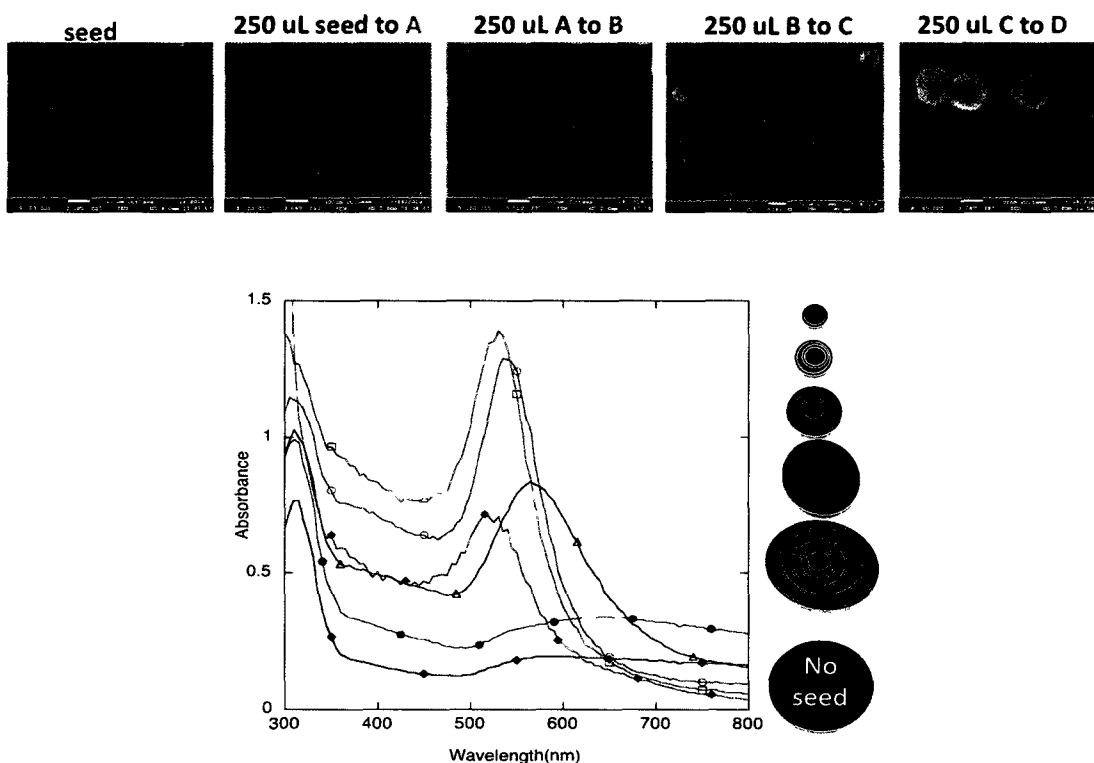 seed
250 uL seed to A
250 uL A to B
250 uL B to C
250 uL C to D
1.5
1
0.5
0
Absorbance
300
400
500
600
700
800
Wavelength(nm)
No
seed